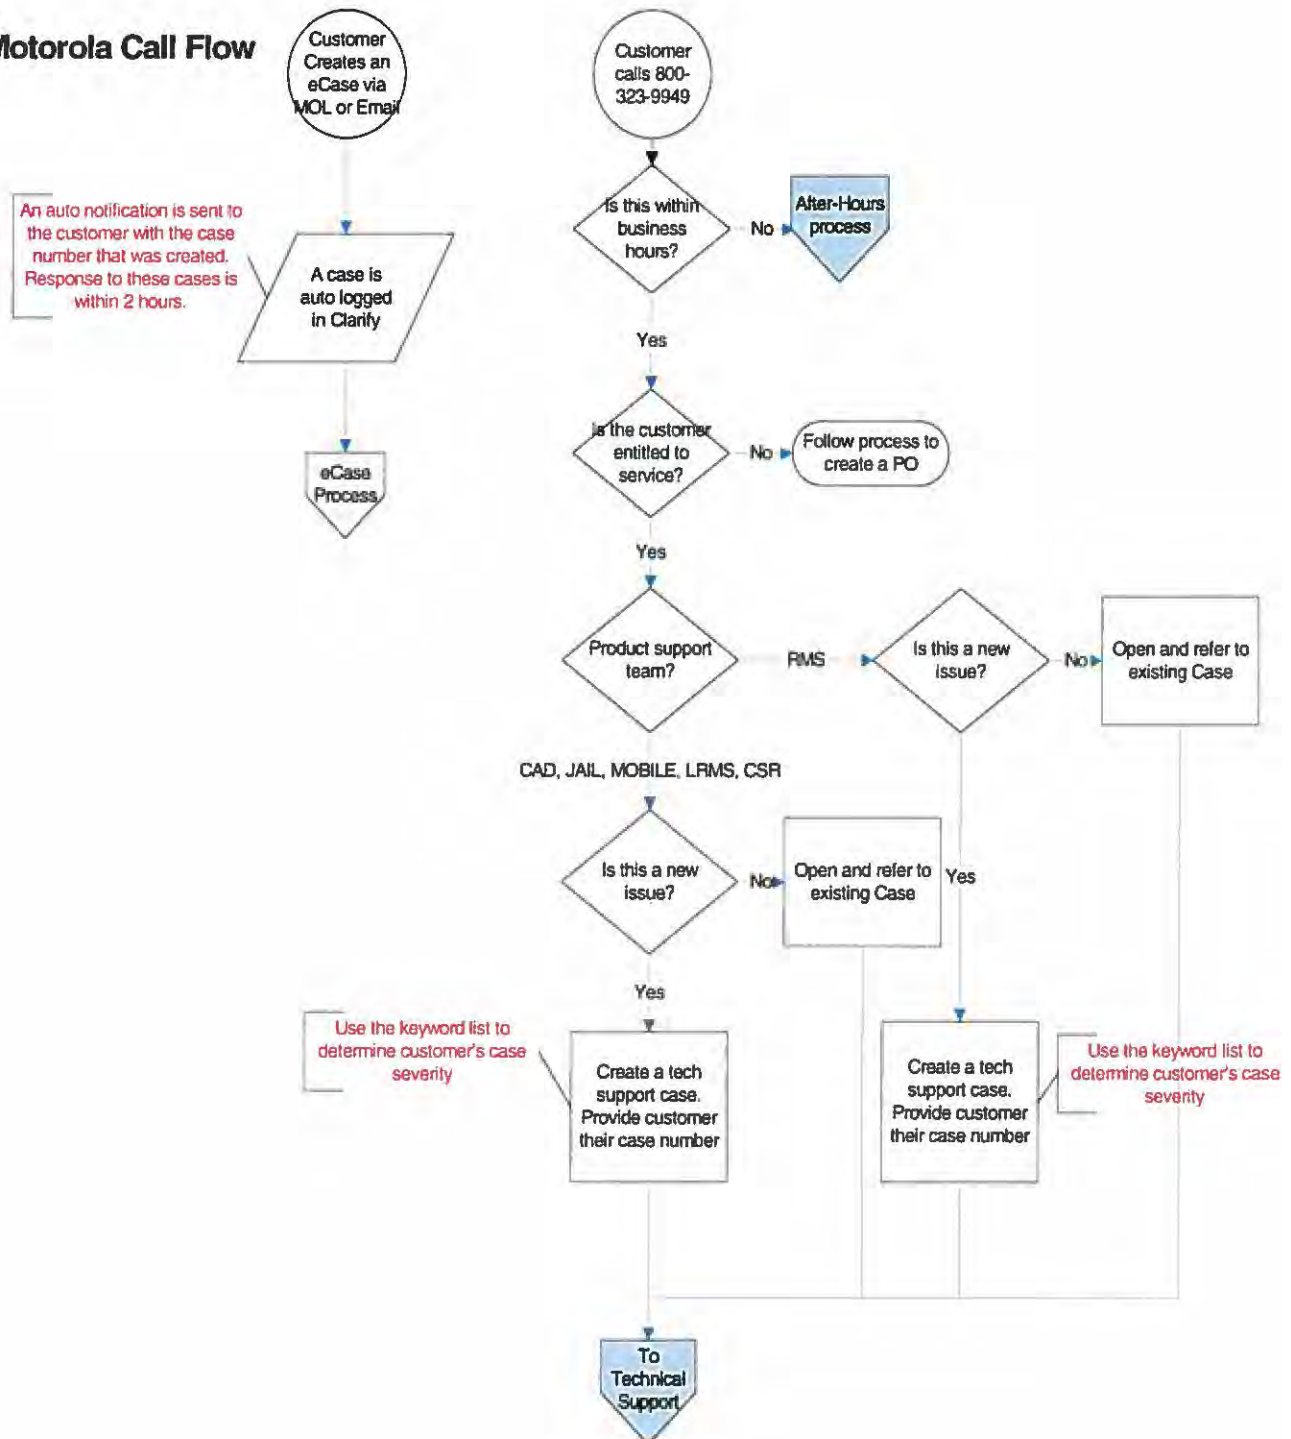 Motorola Call Flow
Customer
Creates an
eCase via
MOL or Email
Customer
calls 800-
323-9949
An auto notification is sent to
the customer with the case
number that was created.
Response to these cases is
within 2 hours.
A case is
auto logged
in Clarify
eCase
Process
Is this within
business
hours?
No
After-Hours
process
Yes
Is the customer
entitled to
service?
No
Follow process to
create a PO
Yes
Product support
team?
RMS
Is this a new
issue?
No
Open and refer to
existing Case
CAD, JAIL, MOBILE, LRMS, CSR
Is this a new
issue?
No
Open and refer to
existing Case
Yes
Yes
Use the keyword list to
determine customer's case
severity
Create a tech
support case.
Provide customer
their case number
Create a tech
support case.
Provide customer
their case number
Use the keyword list to
determine customer's case
severity
To
Technical
Support